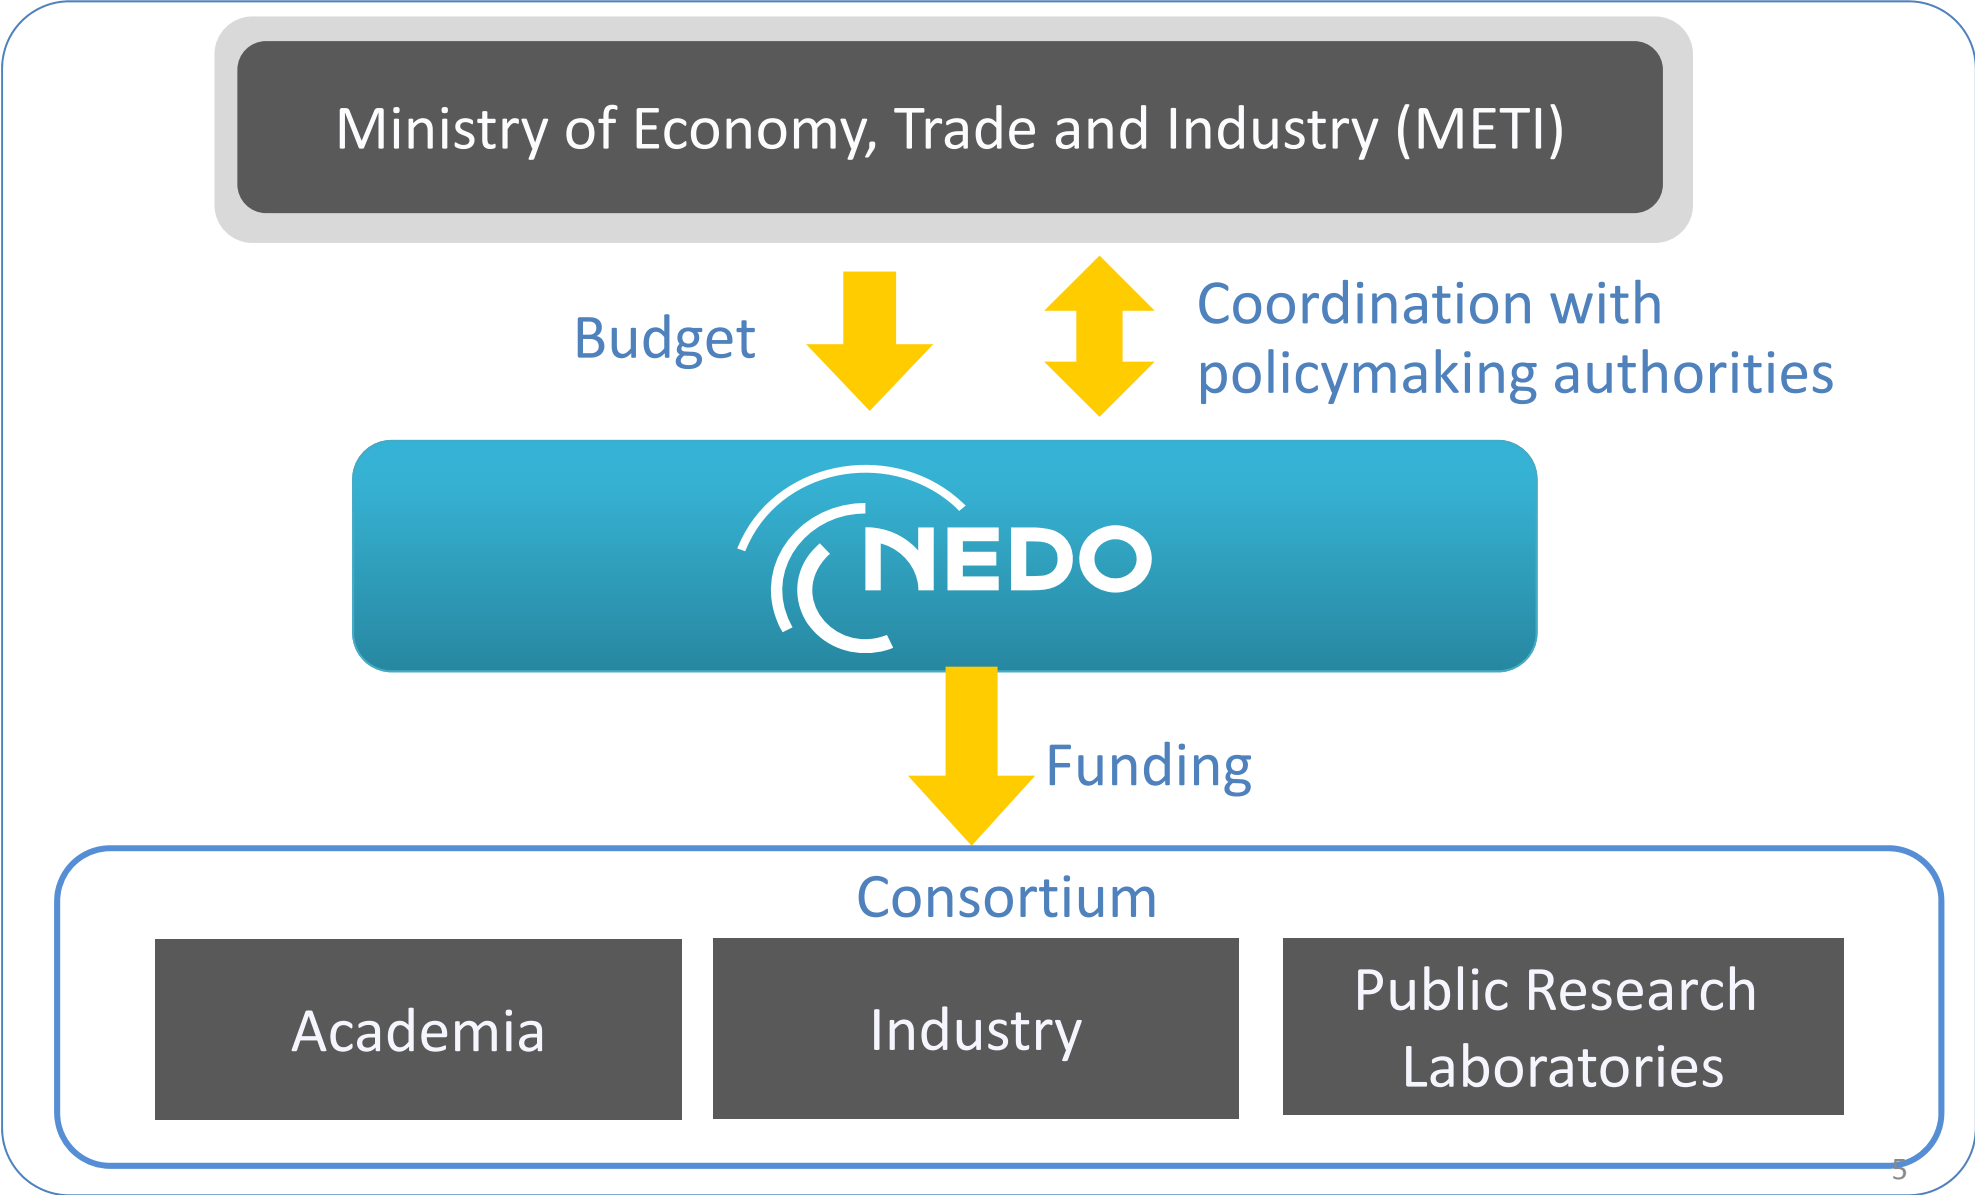 Ministry of Economy, Trade and Industry (METI)
Budget
Coordination with
policymaking authorities
NEDO
Funding
Consortium
Academia
Industry
Public Research
Laboratories
5